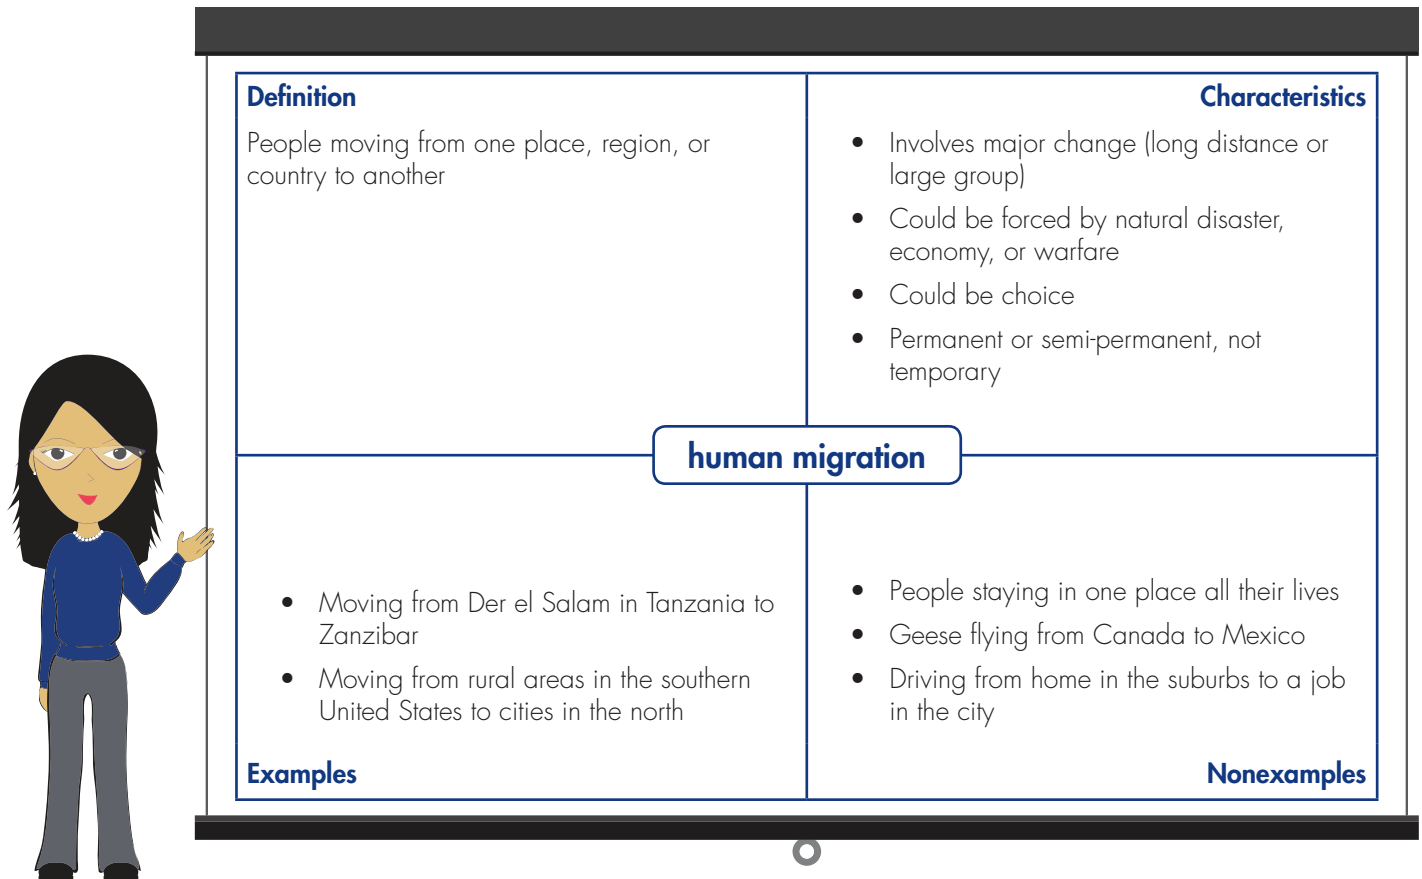 Definition
People moving from one place, region, or
country to another
Characteristics
• Involves major change (long distance or
large group)
• Could be forced by natural disaster,
economy, or warfare
• Could be choice
• Permanent or semi-permanent, not
temporary
human migration
• Moving from Der el Salam in Tanzania to
Zanzibar
• Moving from rural areas in the southern
United States to cities in the north
Examples
• People staying in one place all their lives
• Geese flying from Canada to Mexico
• Driving from home in the suburbs to a job
in the city
Nonexamples